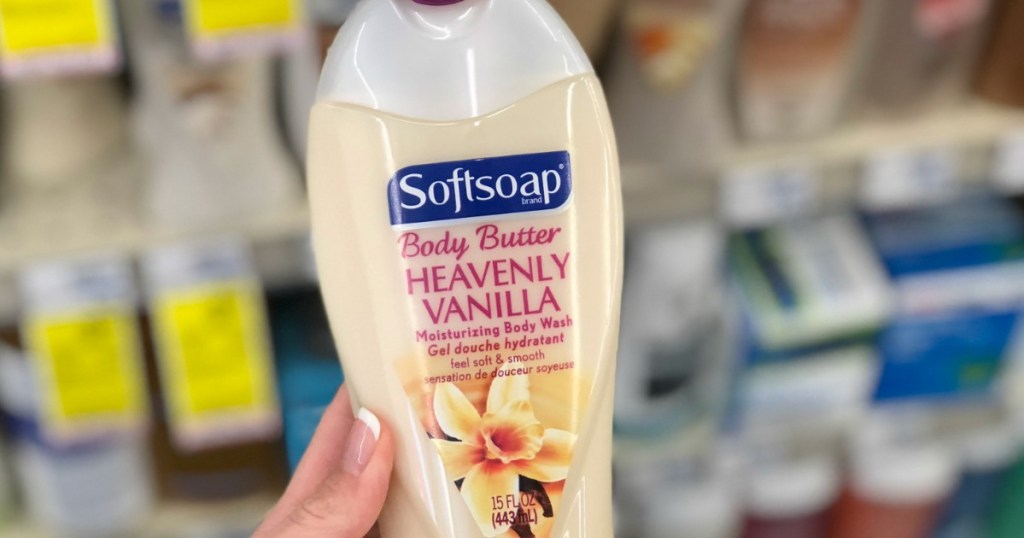 Softsoap®
brand
Body Butter
HEAVENLY
VANILLA
Moisturizing Body Wash
Gel douche hydratant
feel soft & smooth
sensation de douceur soyeuse
15 FL OZ
(443 mL)